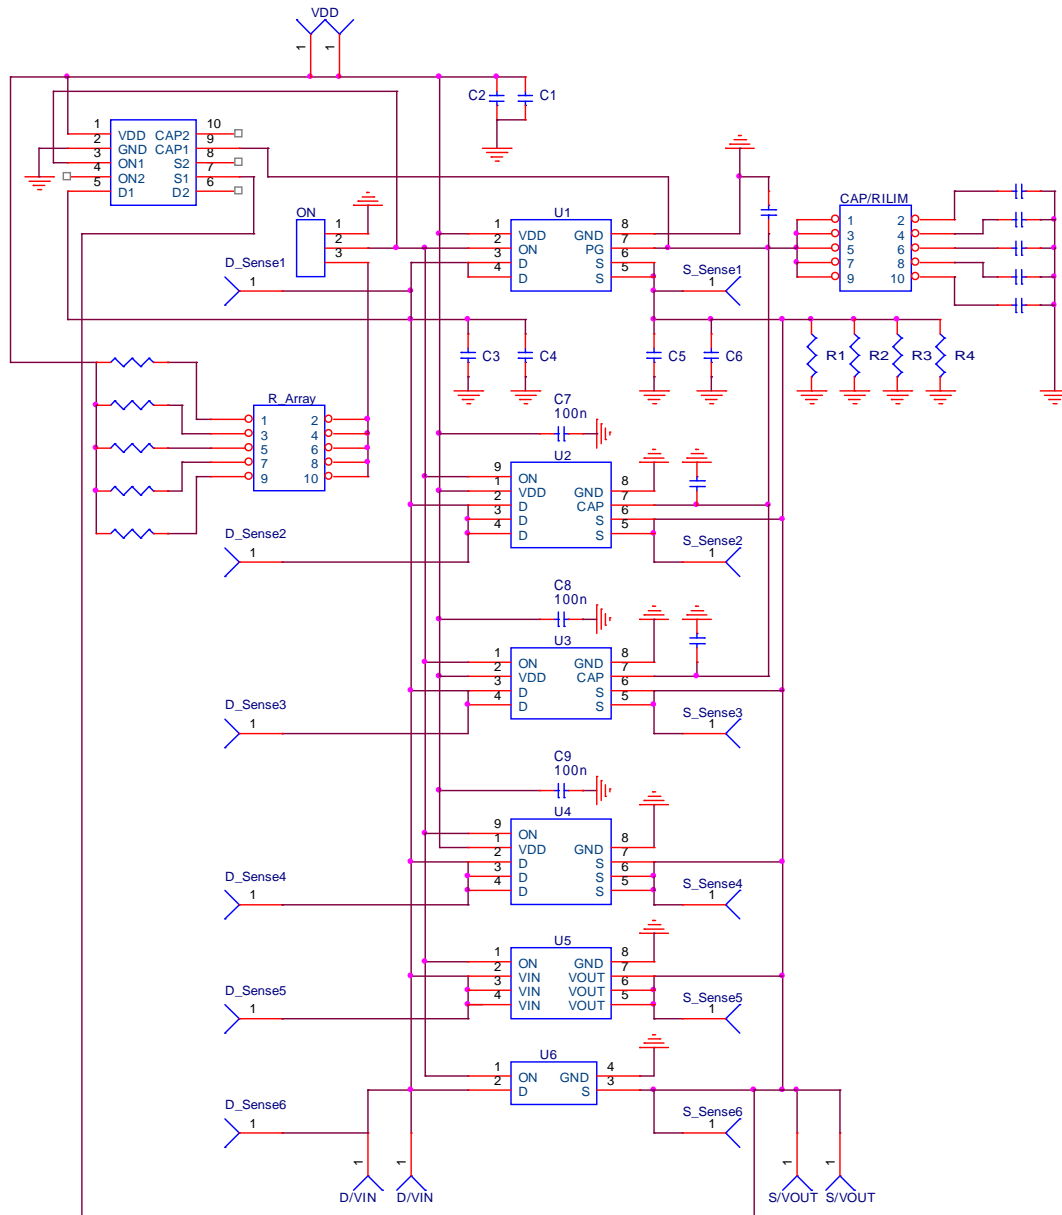 VDD
1 1
C2 C1
1 VDD CAP2 10
2 GND CAP1 9
3 ON1 S2 8
4 ON2 S1 7
5 D1 D2 6
ON
1
2
3
U1
1 VDD GND 8
2 ON PG 7
3 D S 6
4 D S 5
CAP/RILIM
1 2
3 4
5 6
7 8
9 10
D_Sense1
1
S_Sense1
1
C3 C4 C5 C6
R1 R2 R3 R4
R_Array
1 2
3 4
5 6
7 8
9 10
C7
100n
U2
9 ON
1 VDD GND 8
2 D CAP 7
3 D S 6
4 D S 5
D_Sense2
1
S_Sense2
1
C8
100n
U3
1 ON GND 8
2 VDD CAP 7
3 D S 6
4 D S 5
D_Sense3
1
S_Sense3
1
C9
100n
U4
9 ON
1 VDD GND 8
2 D S 7
3 D S 6
4 D S 5
D_Sense4
1
S_Sense4
1
U5
1 ON GND 8
2 VIN VOUT 7
3 VIN VOUT 6
4 VIN VOUT 5
D_Sense5
1
S_Sense5
1
U6
1 ON GND 4
2 D S 3
D_Sense6
1
S_Sense6
1
1 1 1 1
D/VIN D/VIN S/VOUT S/VOUT